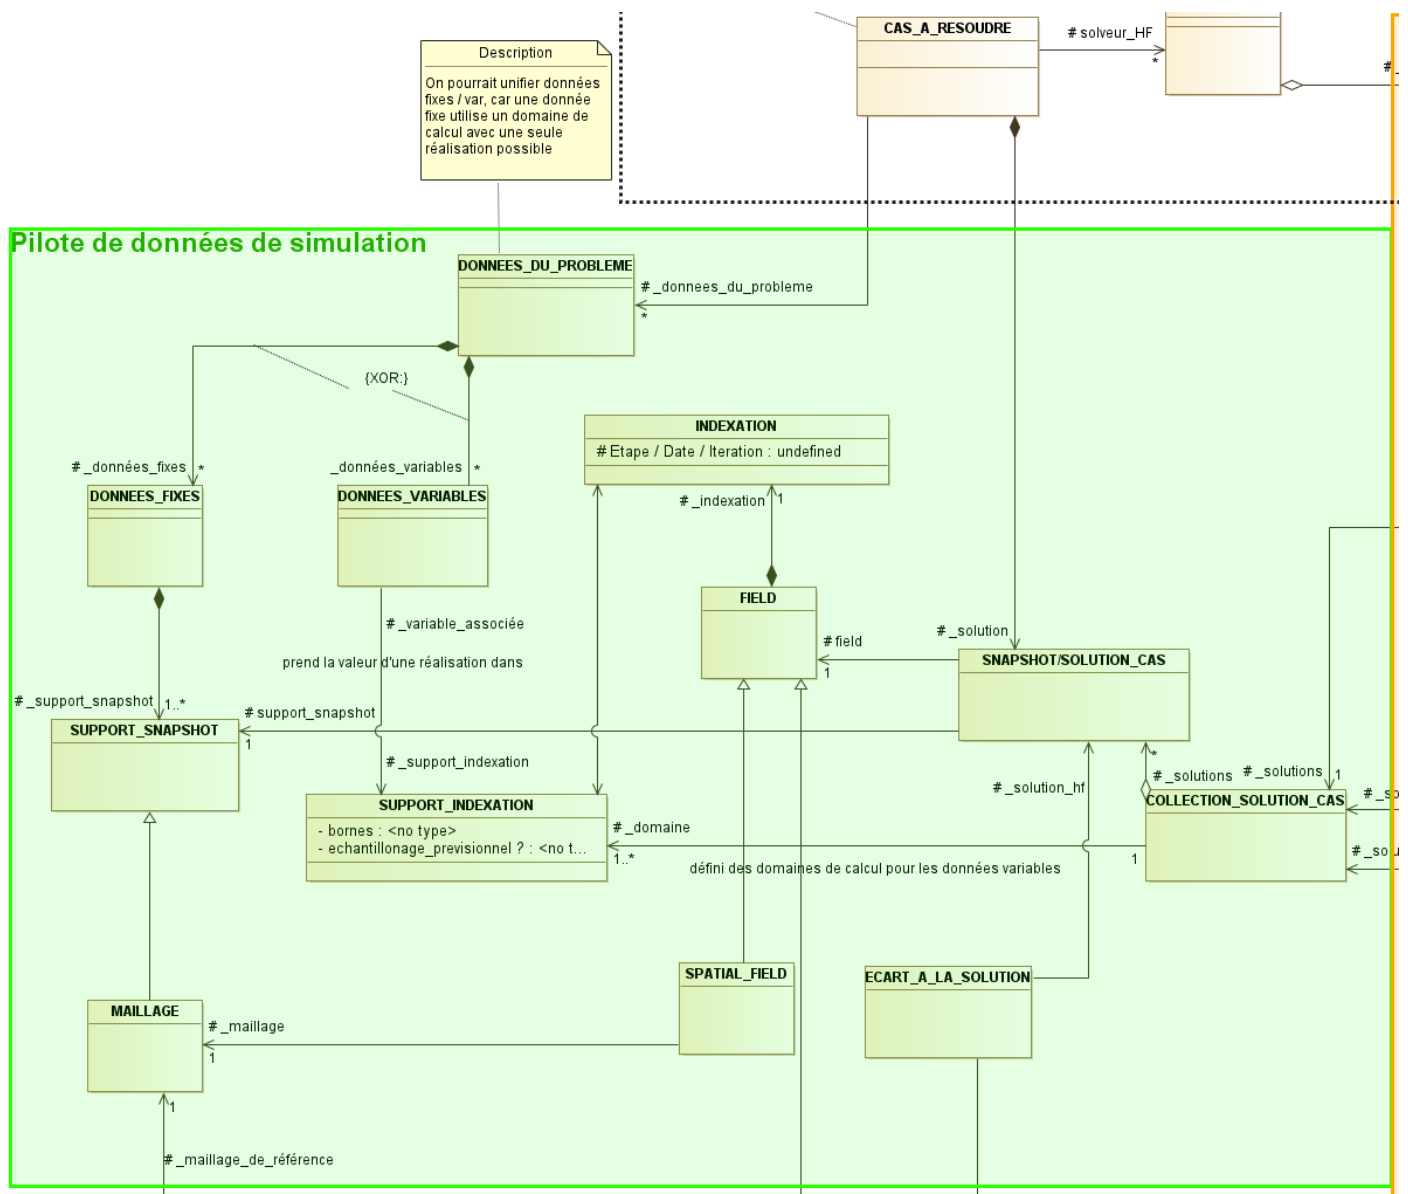 CAS_A_RESOUDRE
# solveur_HF
*
#_
Description
On pourrait unifier données
fixes / var, car une donnée
fixe utilise un domaine de
calcul avec une seule
réalisation possible
Pilote de données de simulation
DONNEES_DU_PROBLEME
# _donnees_du_probleme
*
{XOR:}
# _données_fixes
*
_données_variables
*
DONNEES_FIXES
DONNEES_VARIABLES
INDEXATION
# Etape / Date / Iteration : undefined
# _indexation
1
FIELD
# _variable_associée
prend la valeur d'une réalisation dans
# field
1
# _solution
SNAPSHOT/SOLUTION_CAS
# _support_snapshot
1..*
# support_snapshot
1
SUPPORT_SNAPSHOT
# _support_indexation
SUPPORT_INDEXATION
- bornes : <no type>
- echantillonage_previsionnel ? : <no t...
# _domaine
1..*
1
défini des domaines de calcul pour les données variables
# _solution_hf
*
# _solutions
# _solutions
1
COLLECTION_SOLUTION_CAS
# _so
# _sou
SPATIAL_FIELD
ECART_A_LA_SOLUTION
MAILLAGE
# _maillage
1
1
# _maillage_de_référence